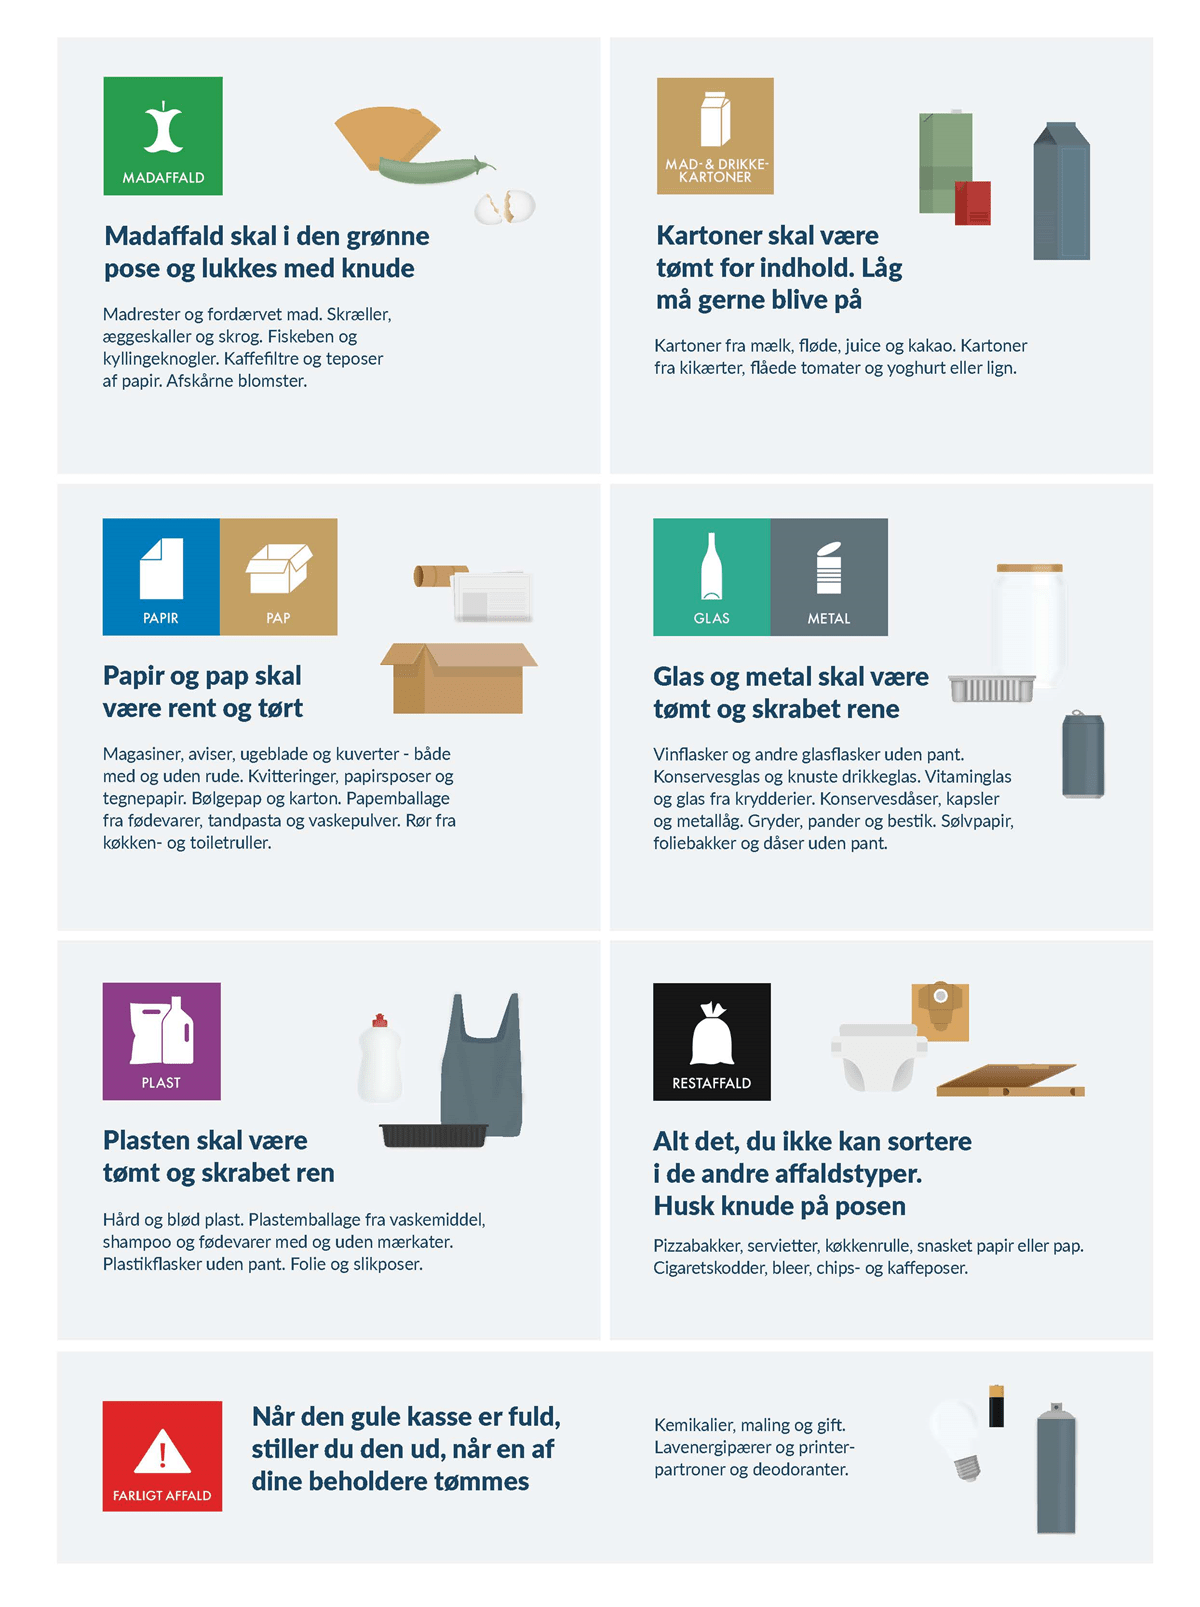 MADAFFALD
Madaffald skal i den grønne
pose og lukkes med knude
Madrester og fordærvet mad. Skræller,
æggeskaller og skrog. Fiskeben og
kyllingeknogler. Kaffefiltre og teposer
af papir. Afskårne blomster.
MAD- & DRIKKE-
KARTONER
Kartoner skal være
tømt for indhold. Låg
må gerne blive på
Kartoner fra mælk, fløde, juice og kakao. Kartoner
fra kikærter, flåede tomater og yoghurt eller lign.
PAPIR
PAP
Papir og pap skal
være rent og tørt
Magasiner, aviser, ugeblade og kuverter - både
med og uden rude. Kvitteringer, papirsposer og
tegnepapir. Bølgepap og karton. Papemballage
fra fødevarer, tandpasta og vaskepulver. Rør fra
køkken- og toiletruller.
GLAS
METAL
Glas og metal skal være
tømt og skrabet rene
Vinflasker og andre glasflasker uden pant.
Konservesglas og knuste drikkeglas. Vitaminglas
og glas fra krydderier. Konservesdåser, kapsler
og metallåg. Gryder, pander og bestik. Sølvpapir,
foliebakker og dåser uden pant.
PLAST
Plasten skal være
tømt og skrabet ren
Hård og blød plast. Plastemballage fra vaskemiddel,
shampoo og fødevarer med og uden mærkater.
Plastikflasker uden pant. Folie og slikposer.
RESTAFFALD
Alt det, du ikke kan sortere
i de andre affaldstyper.
Husk knude på posen
Pizzabakker, servietter, køkkenrulle, snasket papir eller pap.
Cigaretskodder, bleer, chips- og kaffeposer.
FARLIGT AFFALD
Når den gule kasse er fuld,
stiller du den ud, når en af
dine beholdere tømmes
Kemikalier, maling og gift.
Lavenergipærer og printer-
partroner og deodoranter.